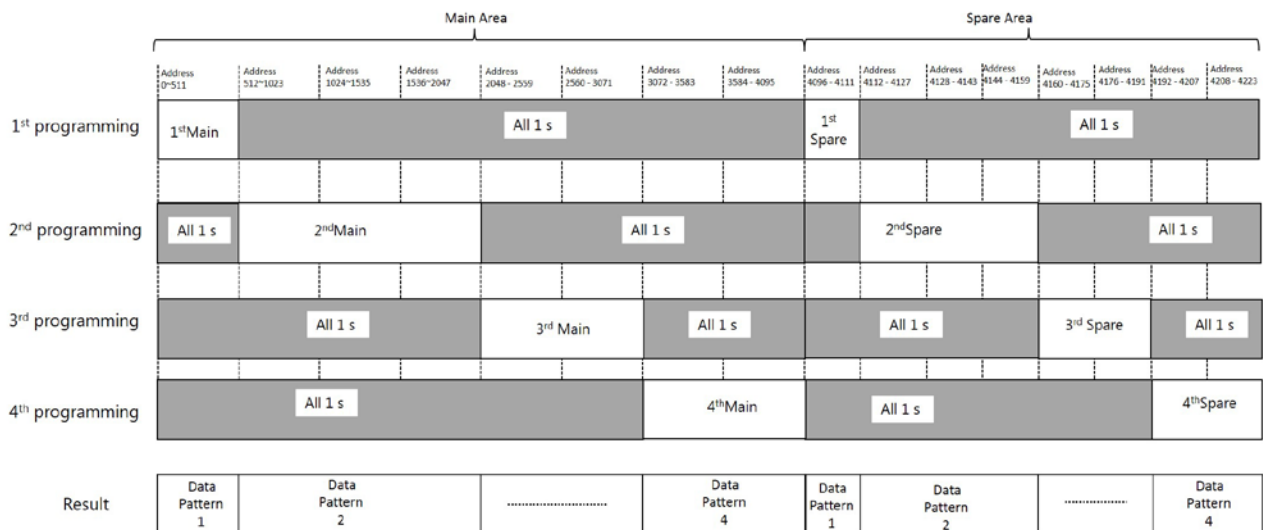 Main Area
Spare Area
Address
0~511
Address
512~1023
Address
1024~1535
Address
1536~2047
Address
2048 - 2559
Address
2560 - 3071
Address
3072 - 3583
Address
3584 - 4095
Address
4096 - 4111
Address
4112 - 4127
Address
4128 - 4143
Address
4144 - 4159
Address
4160 - 4175
Address
4176 - 4191
Address
4192 - 4207
Address
4208 - 4223
1st programming
1stMain
All 1 s
1st
Spare
All 1 s
2nd programming
All 1 s
2ndMain
All 1 s
2ndSpare
All 1 s
3rd programming
All 1 s
3rd Main
All 1 s
All 1 s
3rd Spare
All 1 s
4th programming
All 1 s
4thMain
All 1 s
4thSpare
Result
Data
Pattern
1
Data
Pattern
2
Data
Pattern
4
Data
Pattern
1
Data
Pattern
2
Data
Pattern
4